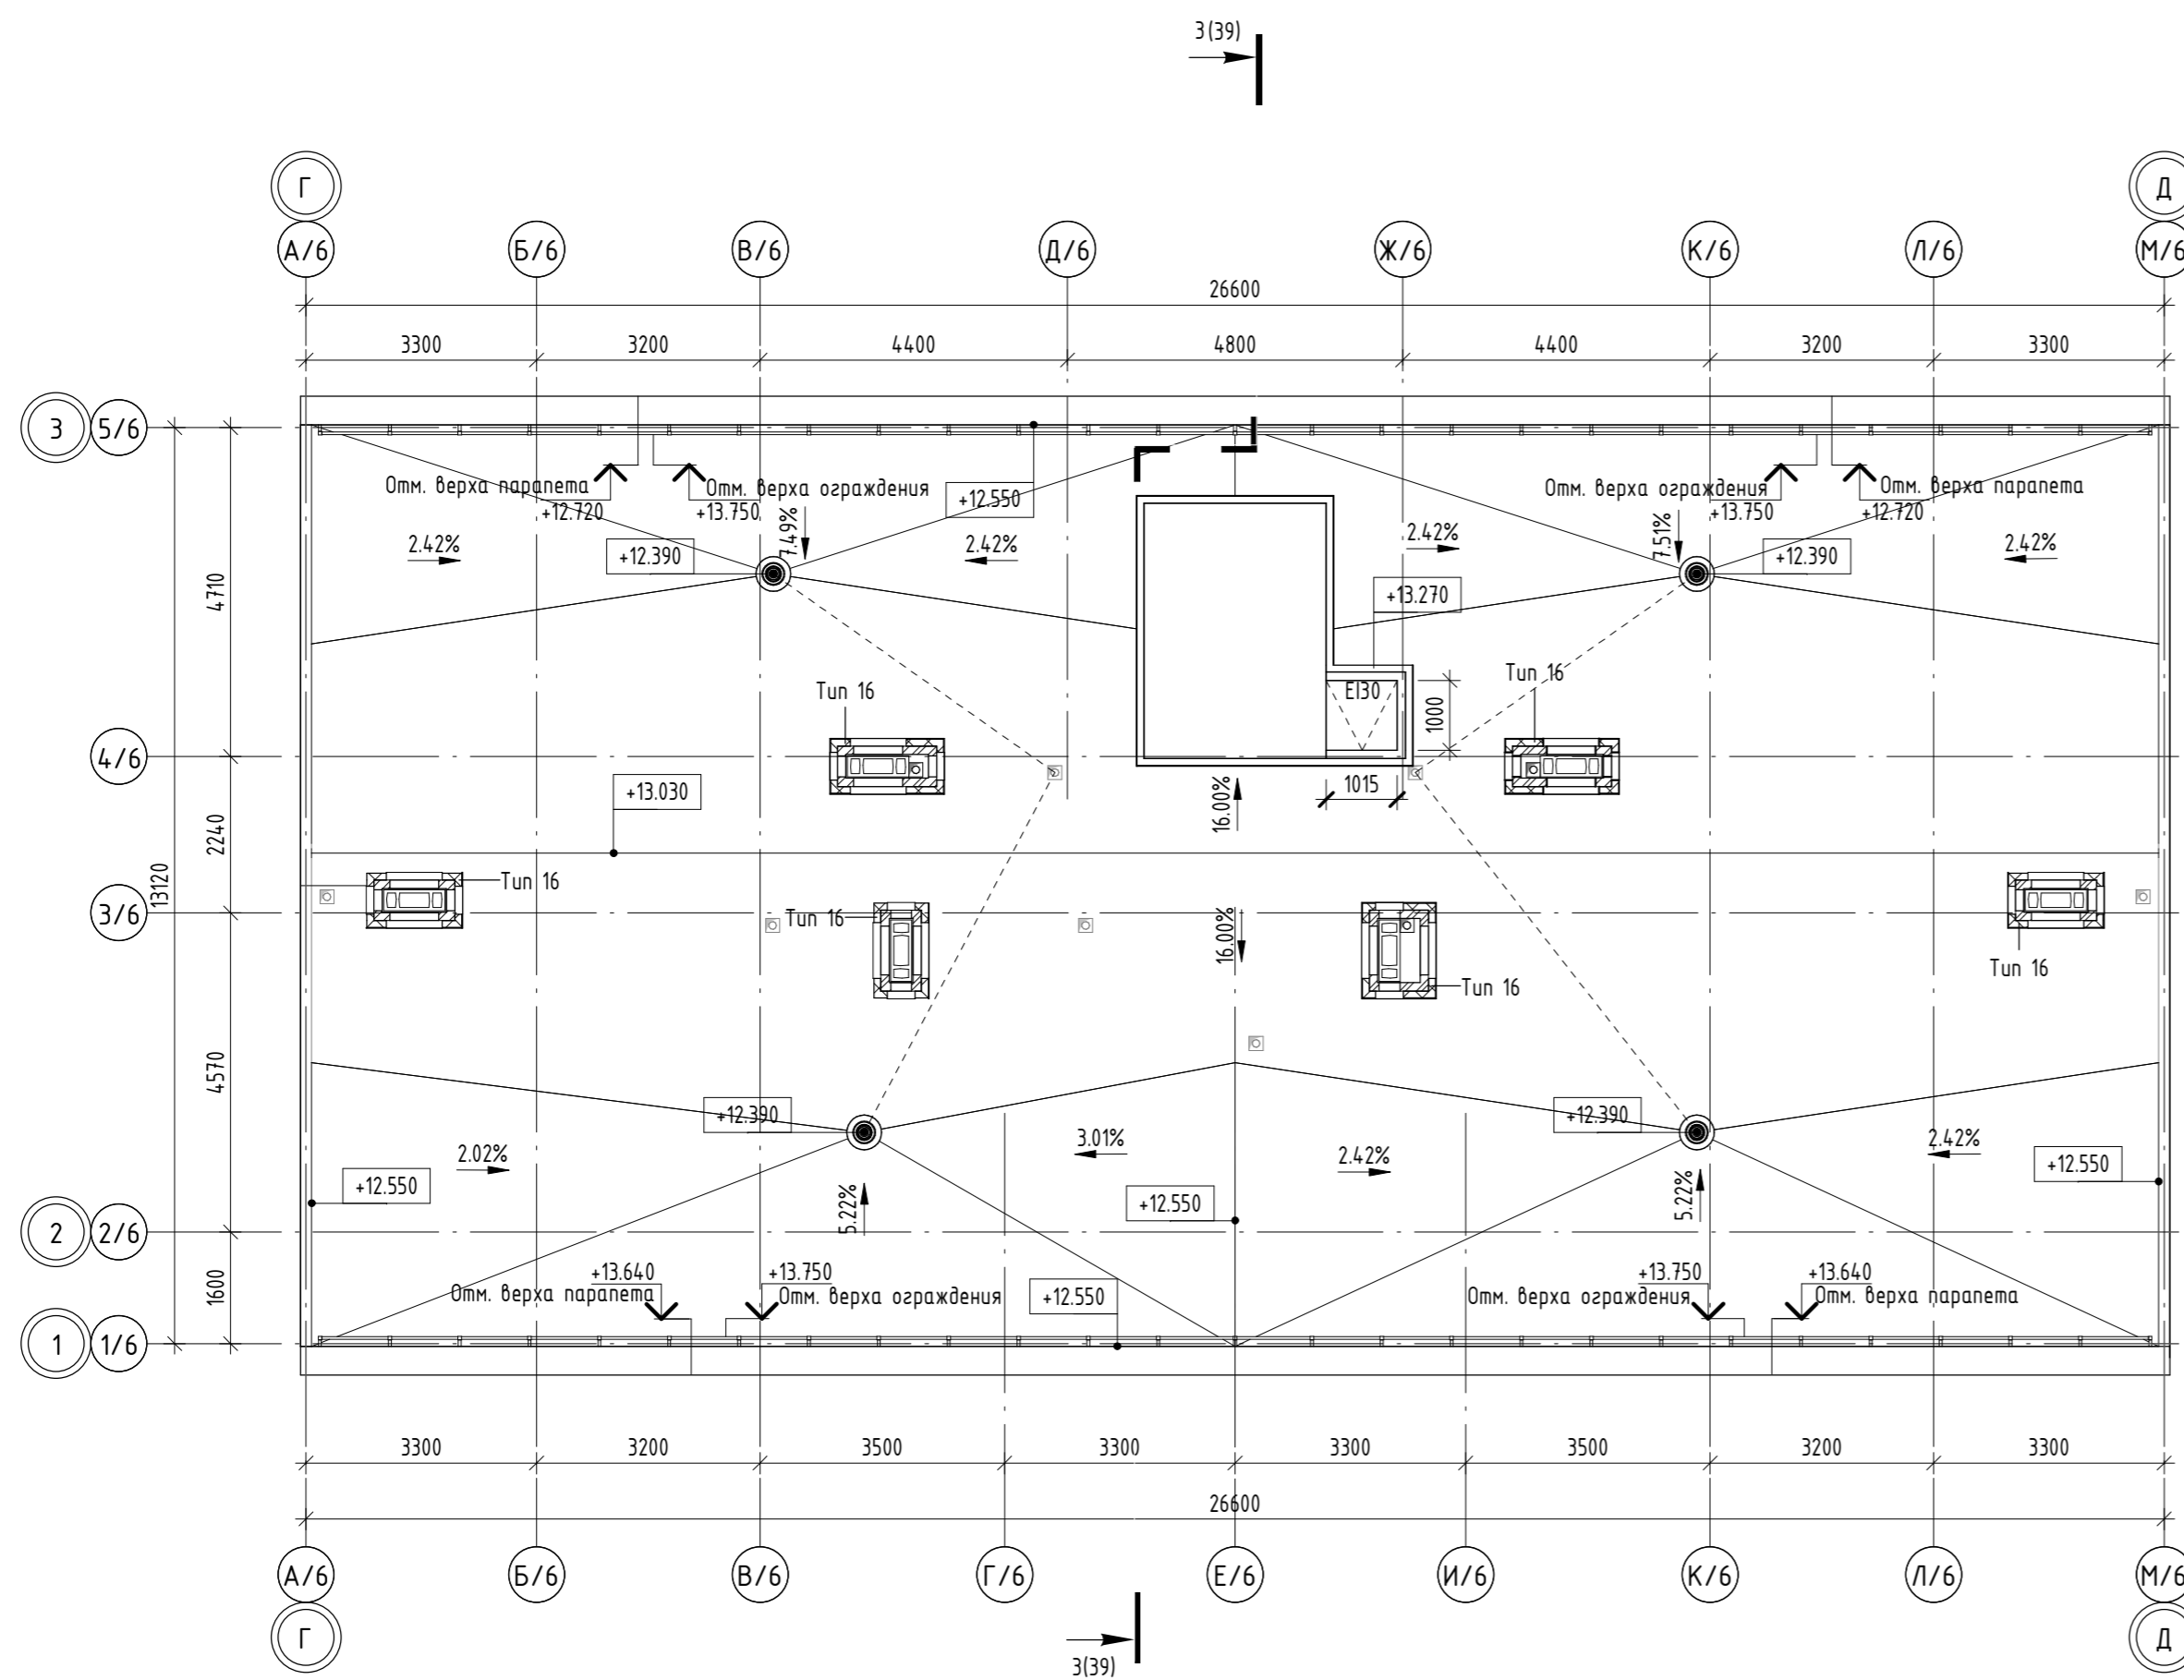 3(39)
Г
Д
А/6
Б/6
В/6
Д/6
Ж/6
К/6
Л/6
М/6
26600
3300
3200
4400
4800
4400
3200
3300
3
5/6
Отм. верха парапета
+12.720
Отм. верха ограждения
+13.750
+12.550
Отм. верха ограждения
+13.750
Отм. верха парапета
+12.720
2.42%
+12.390
7.49%
2.42%
2.42%
7.51%
+12.390
2.42%
4710
+13.270
Тип 16
EI30
1000
Тип 16
4/6
+13.030
1015
16.00%
2240
13120
Тип 16
3/6
Тип 16
16.00%
Тип 16
Тип 16
4570
+12.390
+12.390
2.02%
3.01%
2.42%
2.42%
+12.550
5.22%
+12.550
5.22%
+12.550
2
2/6
1600
+13.640
Отм. верха парапета
+13.750
Отм. верха ограждения
+12.550
+13.750
Отм. верха ограждения
+13.640
Отм. верха парапета
1
1/6
3300
3200
3500
3300
3300
3500
3200
3300
26600
А/6
Б/6
В/6
Г/6
Е/6
И/6
К/6
Л/6
М/6
Г
Д
3(39)